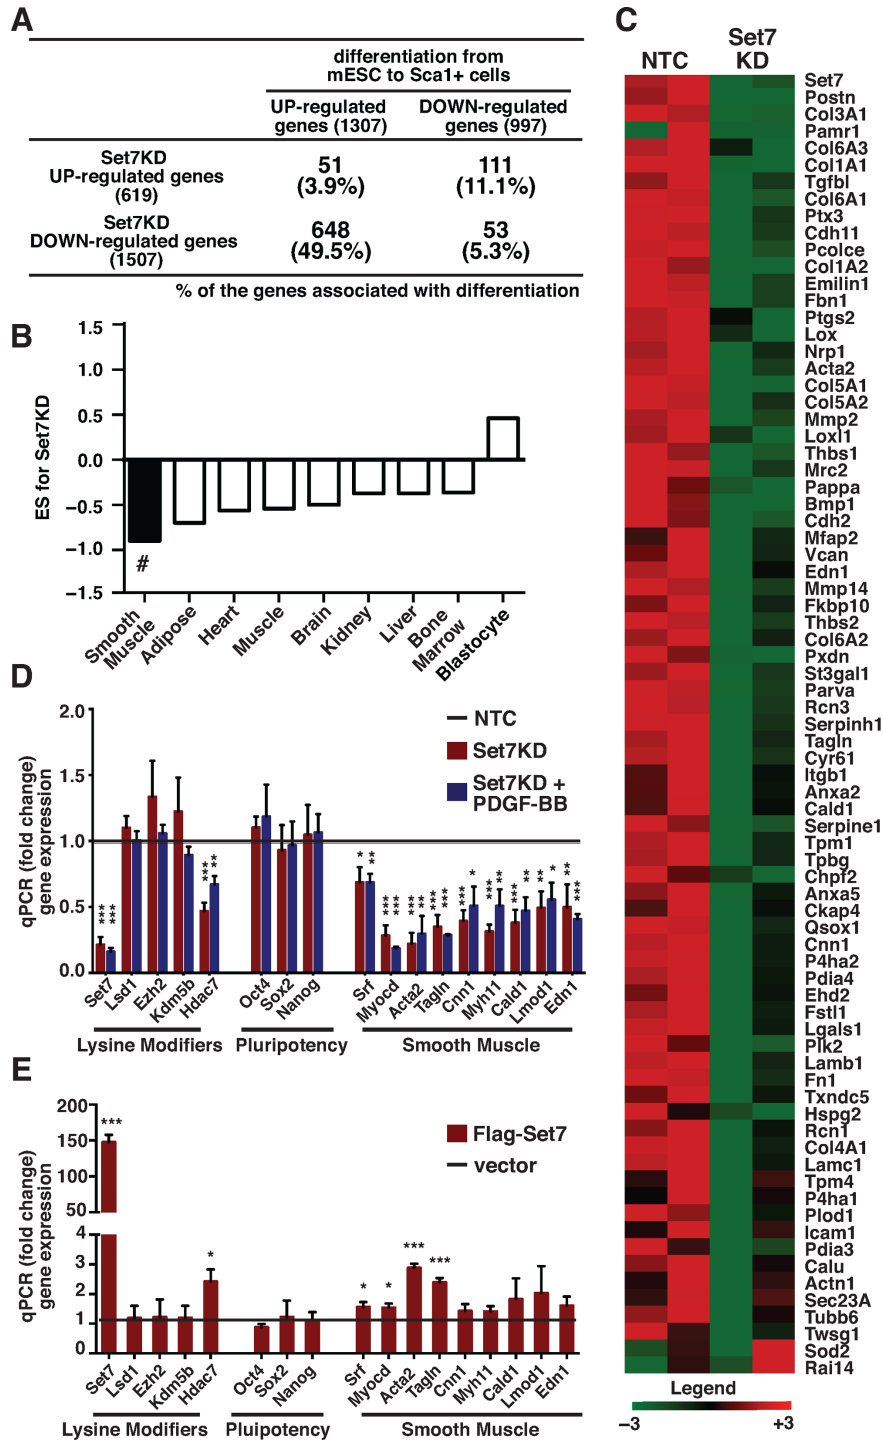 A
differentiation from
mESC to Sca1+ cells
UP-regulated
genes (1307)
DOWN-regulated
genes (997)
Set7KD
UP-regulated genes
(619)
51
(3.9%)
111
(11.1%)
Set7KD
DOWN-regulated genes
(1507)
648
(49.5%)
53
(5.3%)
% of the genes associated with differentiation
B
ES for Set7KD
1.5
1.0
0.5
0.0
−0.5
−1.0
−1.5
#
Smooth
Muscle
Adipose
Heart
Muscle
Brain
Kidney
Liver
Bone
Marrow
Blastocyte
C
NTC
Set7
KD
Set7
Postn
Col3A1
Pamr1
Col6A3
Col1A1
Tgfbl
Col6A1
Ptx3
Cdh11
Pcolce
Col1A2
Emilin1
Fbn1
Ptgs2
Lox
Nrp1
Acta2
Col5A1
Col5A2
Mmp2
Loxl1
Thbs1
Mrc2
Pappa
Bmp1
Cdh2
Mfap2
Vcan
Edn1
Mmp14
Fkbp10
Thbs2
Col6A2
Pxdn
St3gal1
Parva
Rcn3
Serpinh1
Tagln
Cyr61
Itgb1
Anxa2
Cald1
Serpine1
Tpm1
Tpbg
Chpf2
Anxa5
Ckap4
Qsox1
Cnn1
P4ha2
Pdia4
Ehd2
Fstl1
Lgals1
Plk2
Lamb1
Fn1
Txndc5
Hspg2
Rcn1
Col4A1
Lamc1
Tpm4
P4ha1
Plod1
Icam1
Pdia3
Calu
Actn1
Sec23A
Tubb6
Twsg1
Sod2
Rai14
Legend
−3
+3
D
qPCR (fold change)
gene expression
2.0
1.5
1.0
0.5
0.0
NTC
Set7KD
Set7KD +
PDGF-BB
*** *** *** ** * ** *** *** *** *** *** *** *** * *** ** *** ** ** * ** ***
Set7
Lsd1
Ezh2
Kdm5b
Hdac7
Oct4
Sox2
Nanog
Srf
Myocd
Acta2
Tagln
Cnn1
Myh11
Cald1
Lmod1
Edn1
Lysine Modifiers
Pluripotency
Smooth Muscle
E
qPCR (fold change)
gene expression
200
150
100
50
4
3
2
1
0
Flag-Set7
vector
*** * * * *** ***
Set7
Lsd1
Ezh2
Kdm5b
Hdac7
Oct4
Sox2
Nanog
Srf
Myocd
Acta2
Tagln
Cnn1
Myh11
Cald1
Lmod1
Edn1
Lysine Modifiers
Pluipotency
Smooth Muscle